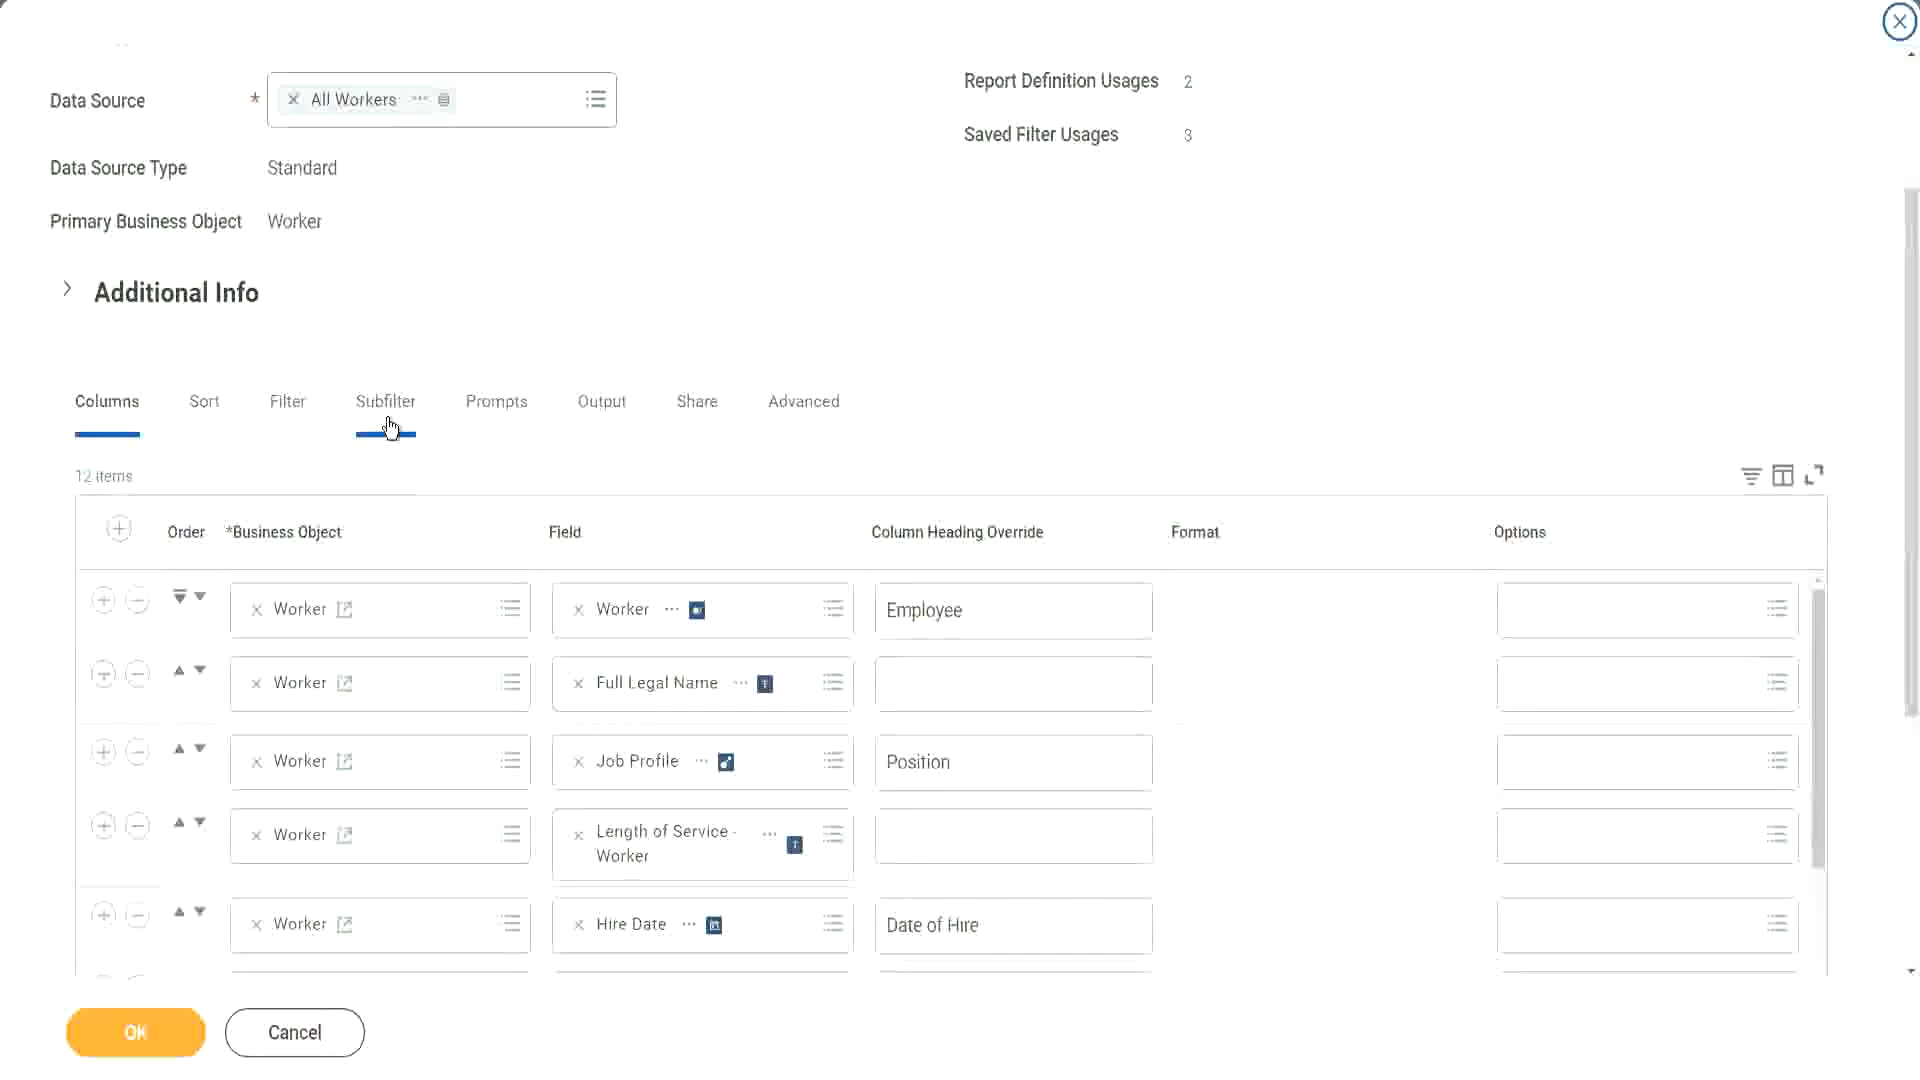 Data Source * All Workers
Report Definition Usages 2
Saved Filter Usages 3
Data Source Type Standard
Primary Business Object Worker
Additional Info
Columns Sort Filter Subfilter Prompts Output Share Advanced
12 items
Order *Business Object Field Column Heading Override Format Options
Worker Worker Employee
Worker Full Legal Name
Worker Job Profile Position
Worker Length of Service -
Worker
Worker Hire Date Date of Hire
OK Cancel